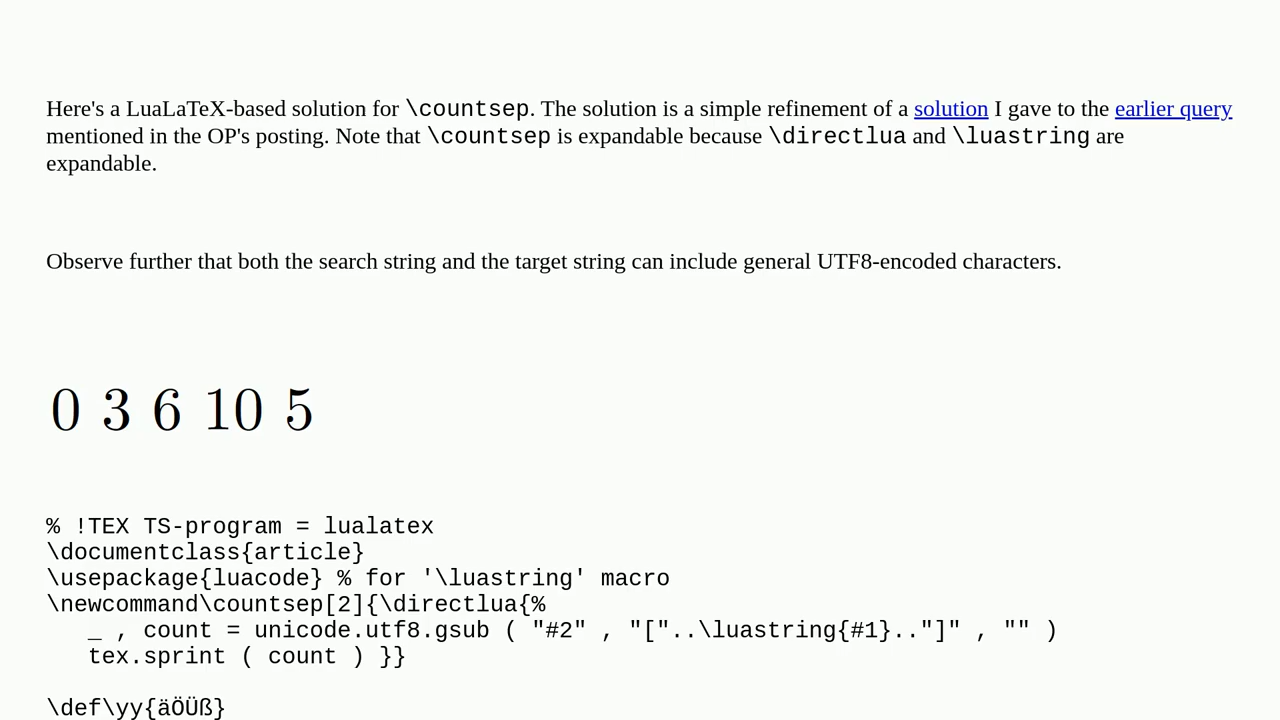 Here's a LuaLaTeX-based solution for \countsep. The solution is a simple refinement of a solution I gave to the earlier query
mentioned in the OP's posting. Note that \countsep is expandable because \directlua and \luastring are
expandable.
Observe further that both the search string and the target string can include general UTF8-encoded characters.
0 3 6 10 5
% !TEX TS-program = lualatex
\documentclass{article}
\usepackage{luacode} % for '\luastring' macro
\newcommand\countsep[2]{\directlua{%
   _ , count = unicode.utf8.gsub ( "#2" , "["..\luastring{#1}.."]" , "" )
   tex.sprint ( count ) }}
\def\yy{äÖÜß}